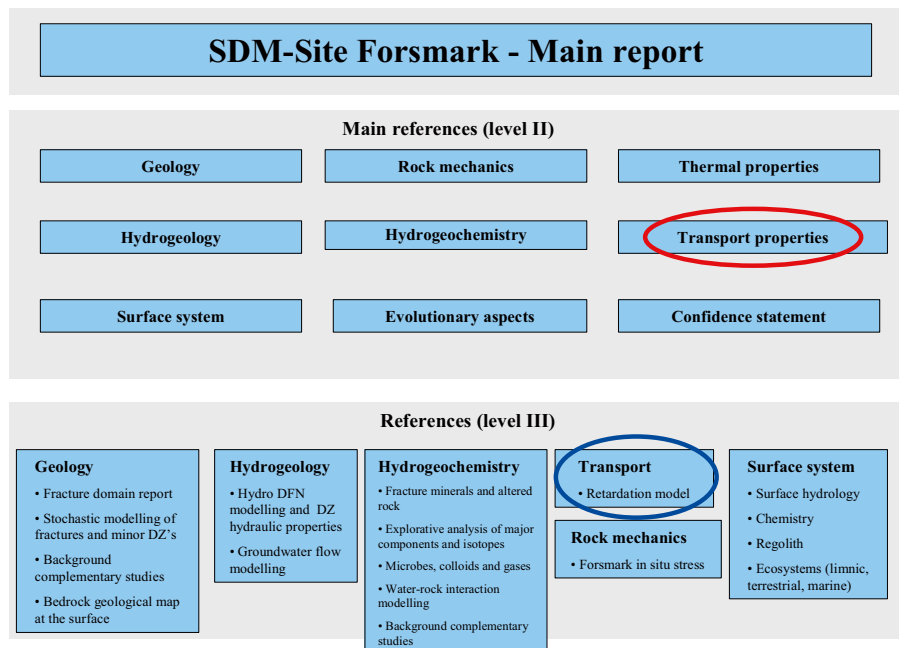 SDM-Site Forsmark - Main report
Main references (level II)
Geology
Rock mechanics
Thermal properties
Hydrogeology
Hydrogeochemistry
Transport properties
Surface system
Evolutionary aspects
Confidence statement
References (level III)
Geology
• Fracture domain report
• Stochastic modelling of
fractures and minor DZ's
• Background
complementary studies
• Bedrock geological map
at the surface
Hydrogeology
• Hydro DFN
modelling and DZ
hydraulic properties
• Groundwater flow
modelling
Hydrogeochemistry
• Fracture minerals and altered
rock
• Explorative analysis of major
components and isotopes
• Microbes, colloids and gases
• Water-rock interaction
modelling
• Background complementary
studies
Transport
• Retardation model
Rock mechanics
• Forsmark in situ stress
Surface system
• Surface hydrology
• Chemistry
• Regolith
• Ecosystems (limnic,
terrestrial, marine)